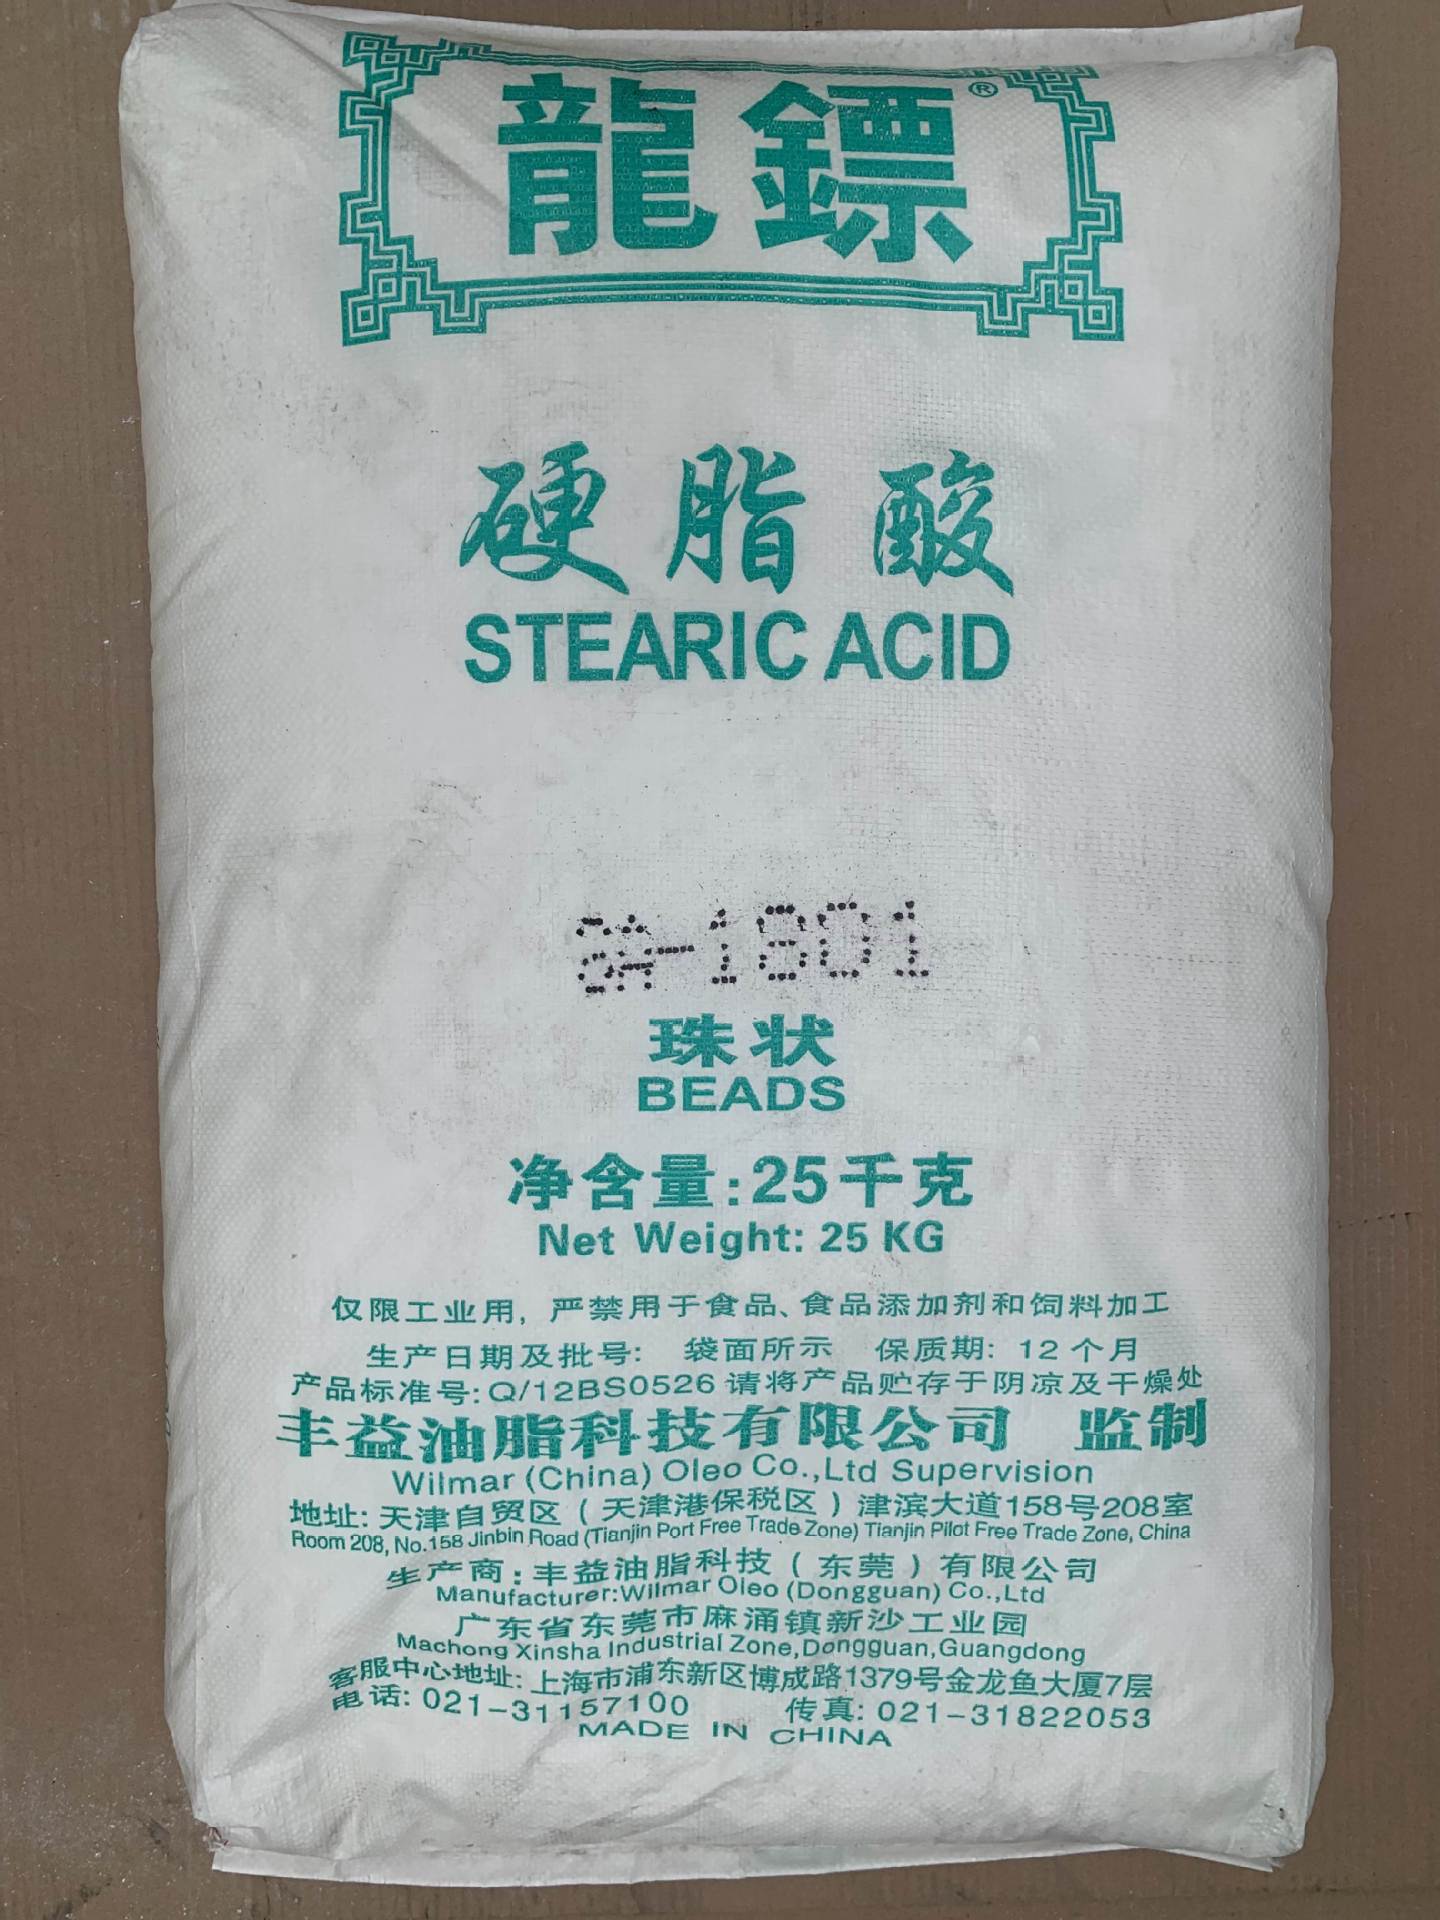 龍鏢®
硬脂酸
STEARIC ACID
SA-1801
珠状
BEADS
净含量:25千克
Net Weight: 25 KG
仅限工业用，严禁用于食品、食品添加剂和饲料加工
生产日期及批号: 袋面所示 保质期: 12个月
产品标准号:Q/12BS0526 请将产品贮存于阴凉及干燥处
丰益油脂科技有限公司 监制
Wilmar (China) Oleo Co.,Ltd Supervision
地址: 天津自贸区（天津港保税区）津滨大道158号208室
Room 208, No.158 Jinbin Road (Tianjin Port Free Trade Zone) Tianjin Pilot Free Trade Zone, China
生产商: 丰益油脂科技（东莞）有限公司
Manufacturer:Wilmar Oleo (Dongguan) Co.,Ltd
广东省东莞市麻涌镇新沙工业园
Machong Xinsha Industrial Zone,Dongguan,Guangdong
客服中心地址: 上海市浦东新区博成路1379号金龙鱼大厦7层
电话: 021-31157100 传真: 021-31822053
MADE IN CHINA